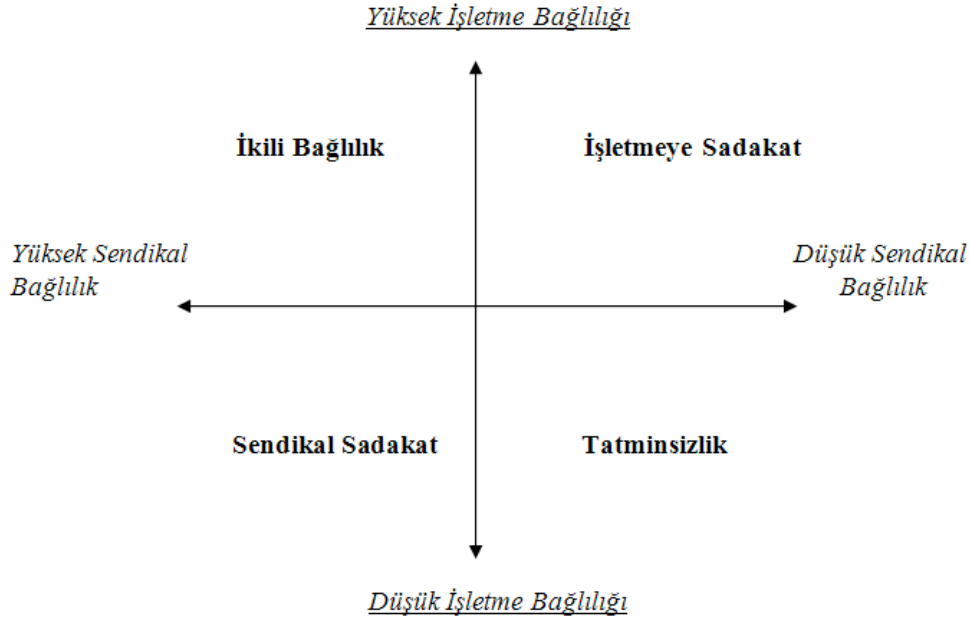 Yüksek İşletme Bağlılığı
İkili Bağlılık
İşletmeye Sadakat
Yüksek Sendikal
Bağlılık
Düşük Sendikal
Bağlılık
Sendikal Sadakat
Tatminsizlik
Düşük İşletme Bağlılığı